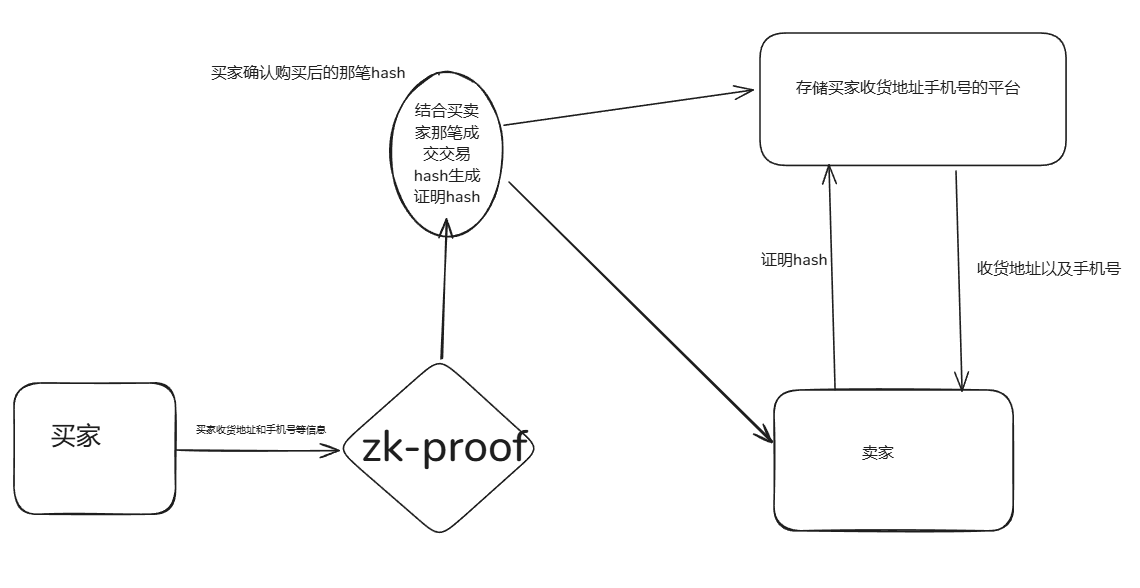 买家确认购买后的那笔hash
结合买卖
家那笔成
交交易
hash生成
证明hash
存储买家收货地址手机号的平台
证明hash
收货地址以及手机号
买家
买家收货地址和手机号等信息
zk-proof
卖家